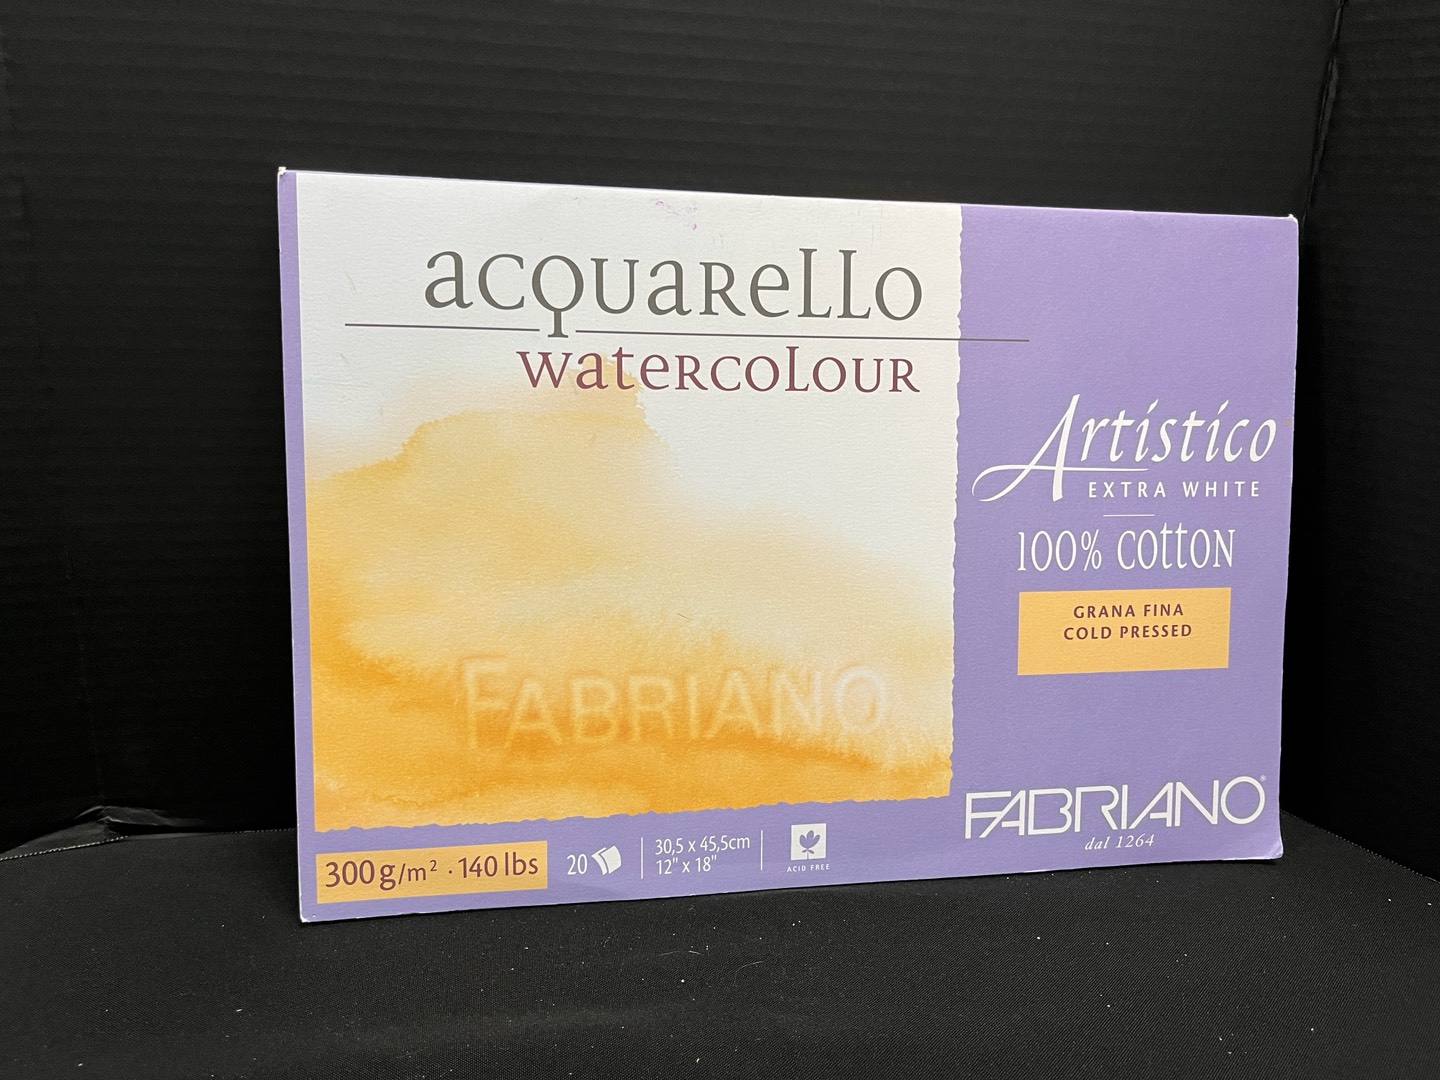 acquarello
watercolour
Artistico
EXTRA WHITE
100% cotton
GRANA FINA
COLD PRESSED
FABRIANO
FABRIANO®
dal 1264
300g/m² · 140 lbs
20
30,5 x 45,5cm
12" x 18"
ACID FREE